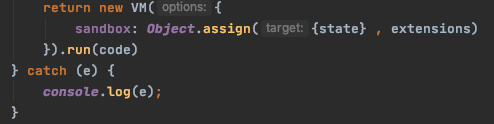 return new VM( options: {
sandbox: Object.assign( target: {state} , extensions)
}).run(code)
} catch (e) {
console.log(e);
}